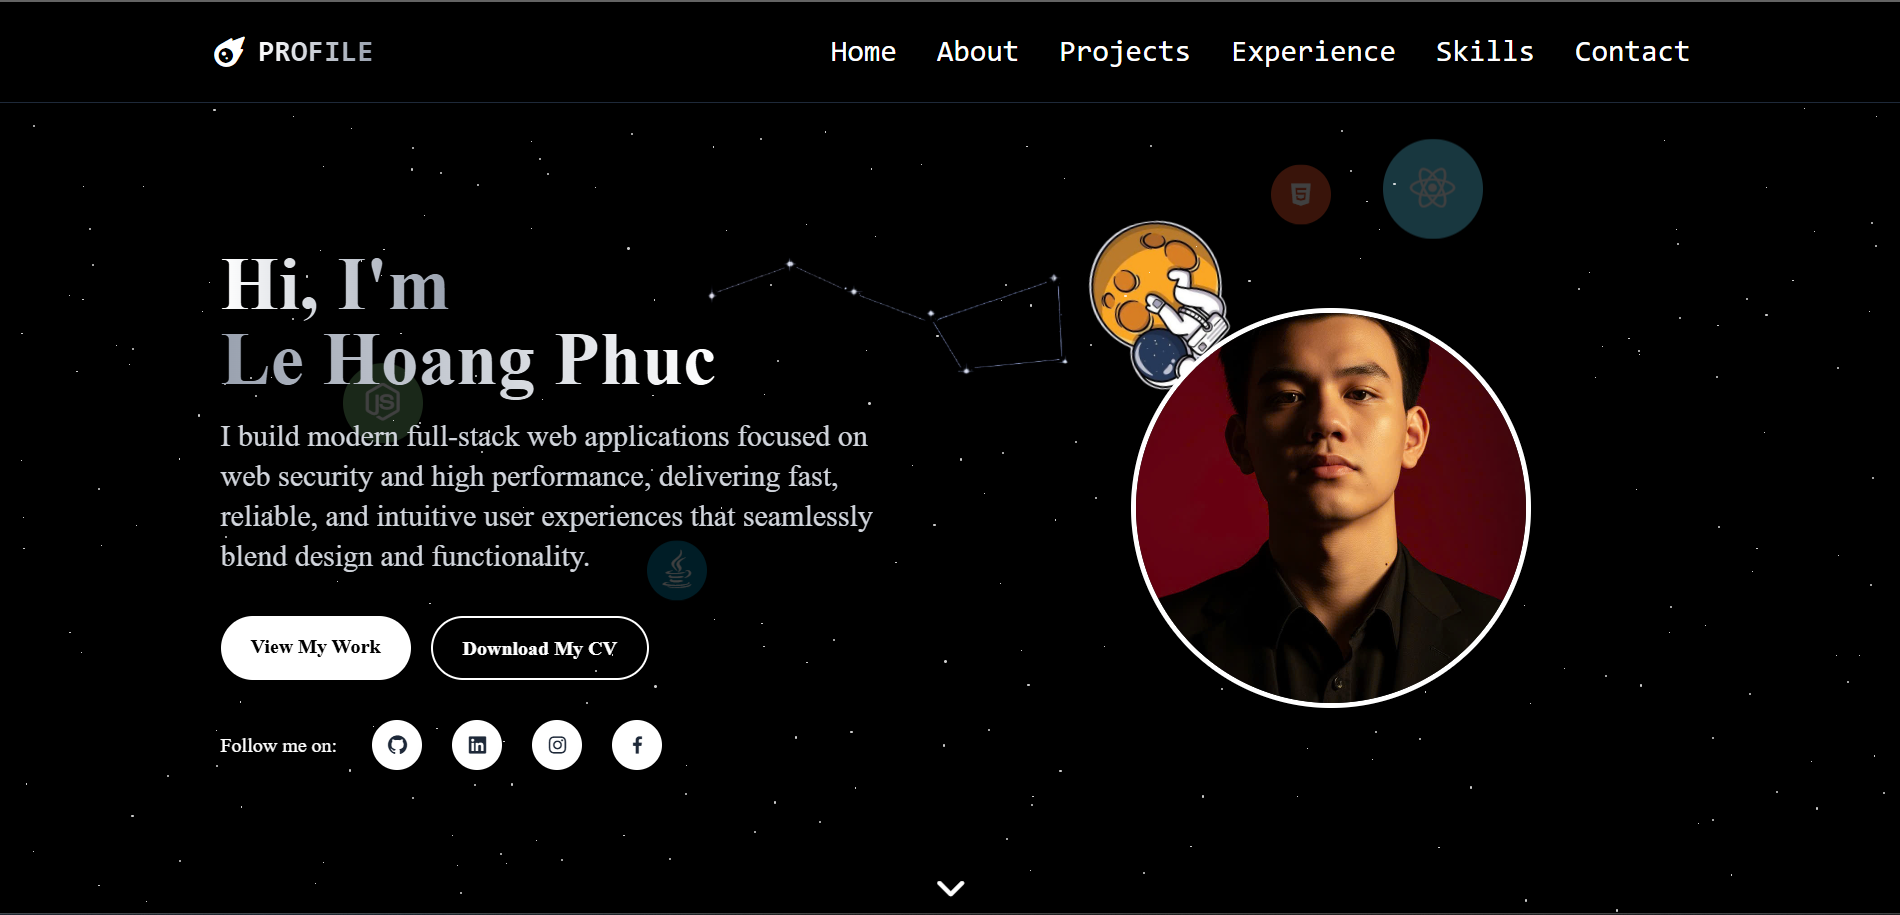 PROFILE
Home About Projects Experience Skills Contact
Hi, I'm
Le Hoang Phuc
I build modern full-stack web applications focused on
web security and high performance, delivering fast,
reliable, and intuitive user experiences that seamlessly
blend design and functionality.
View My Work Download My CV
Follow me on: